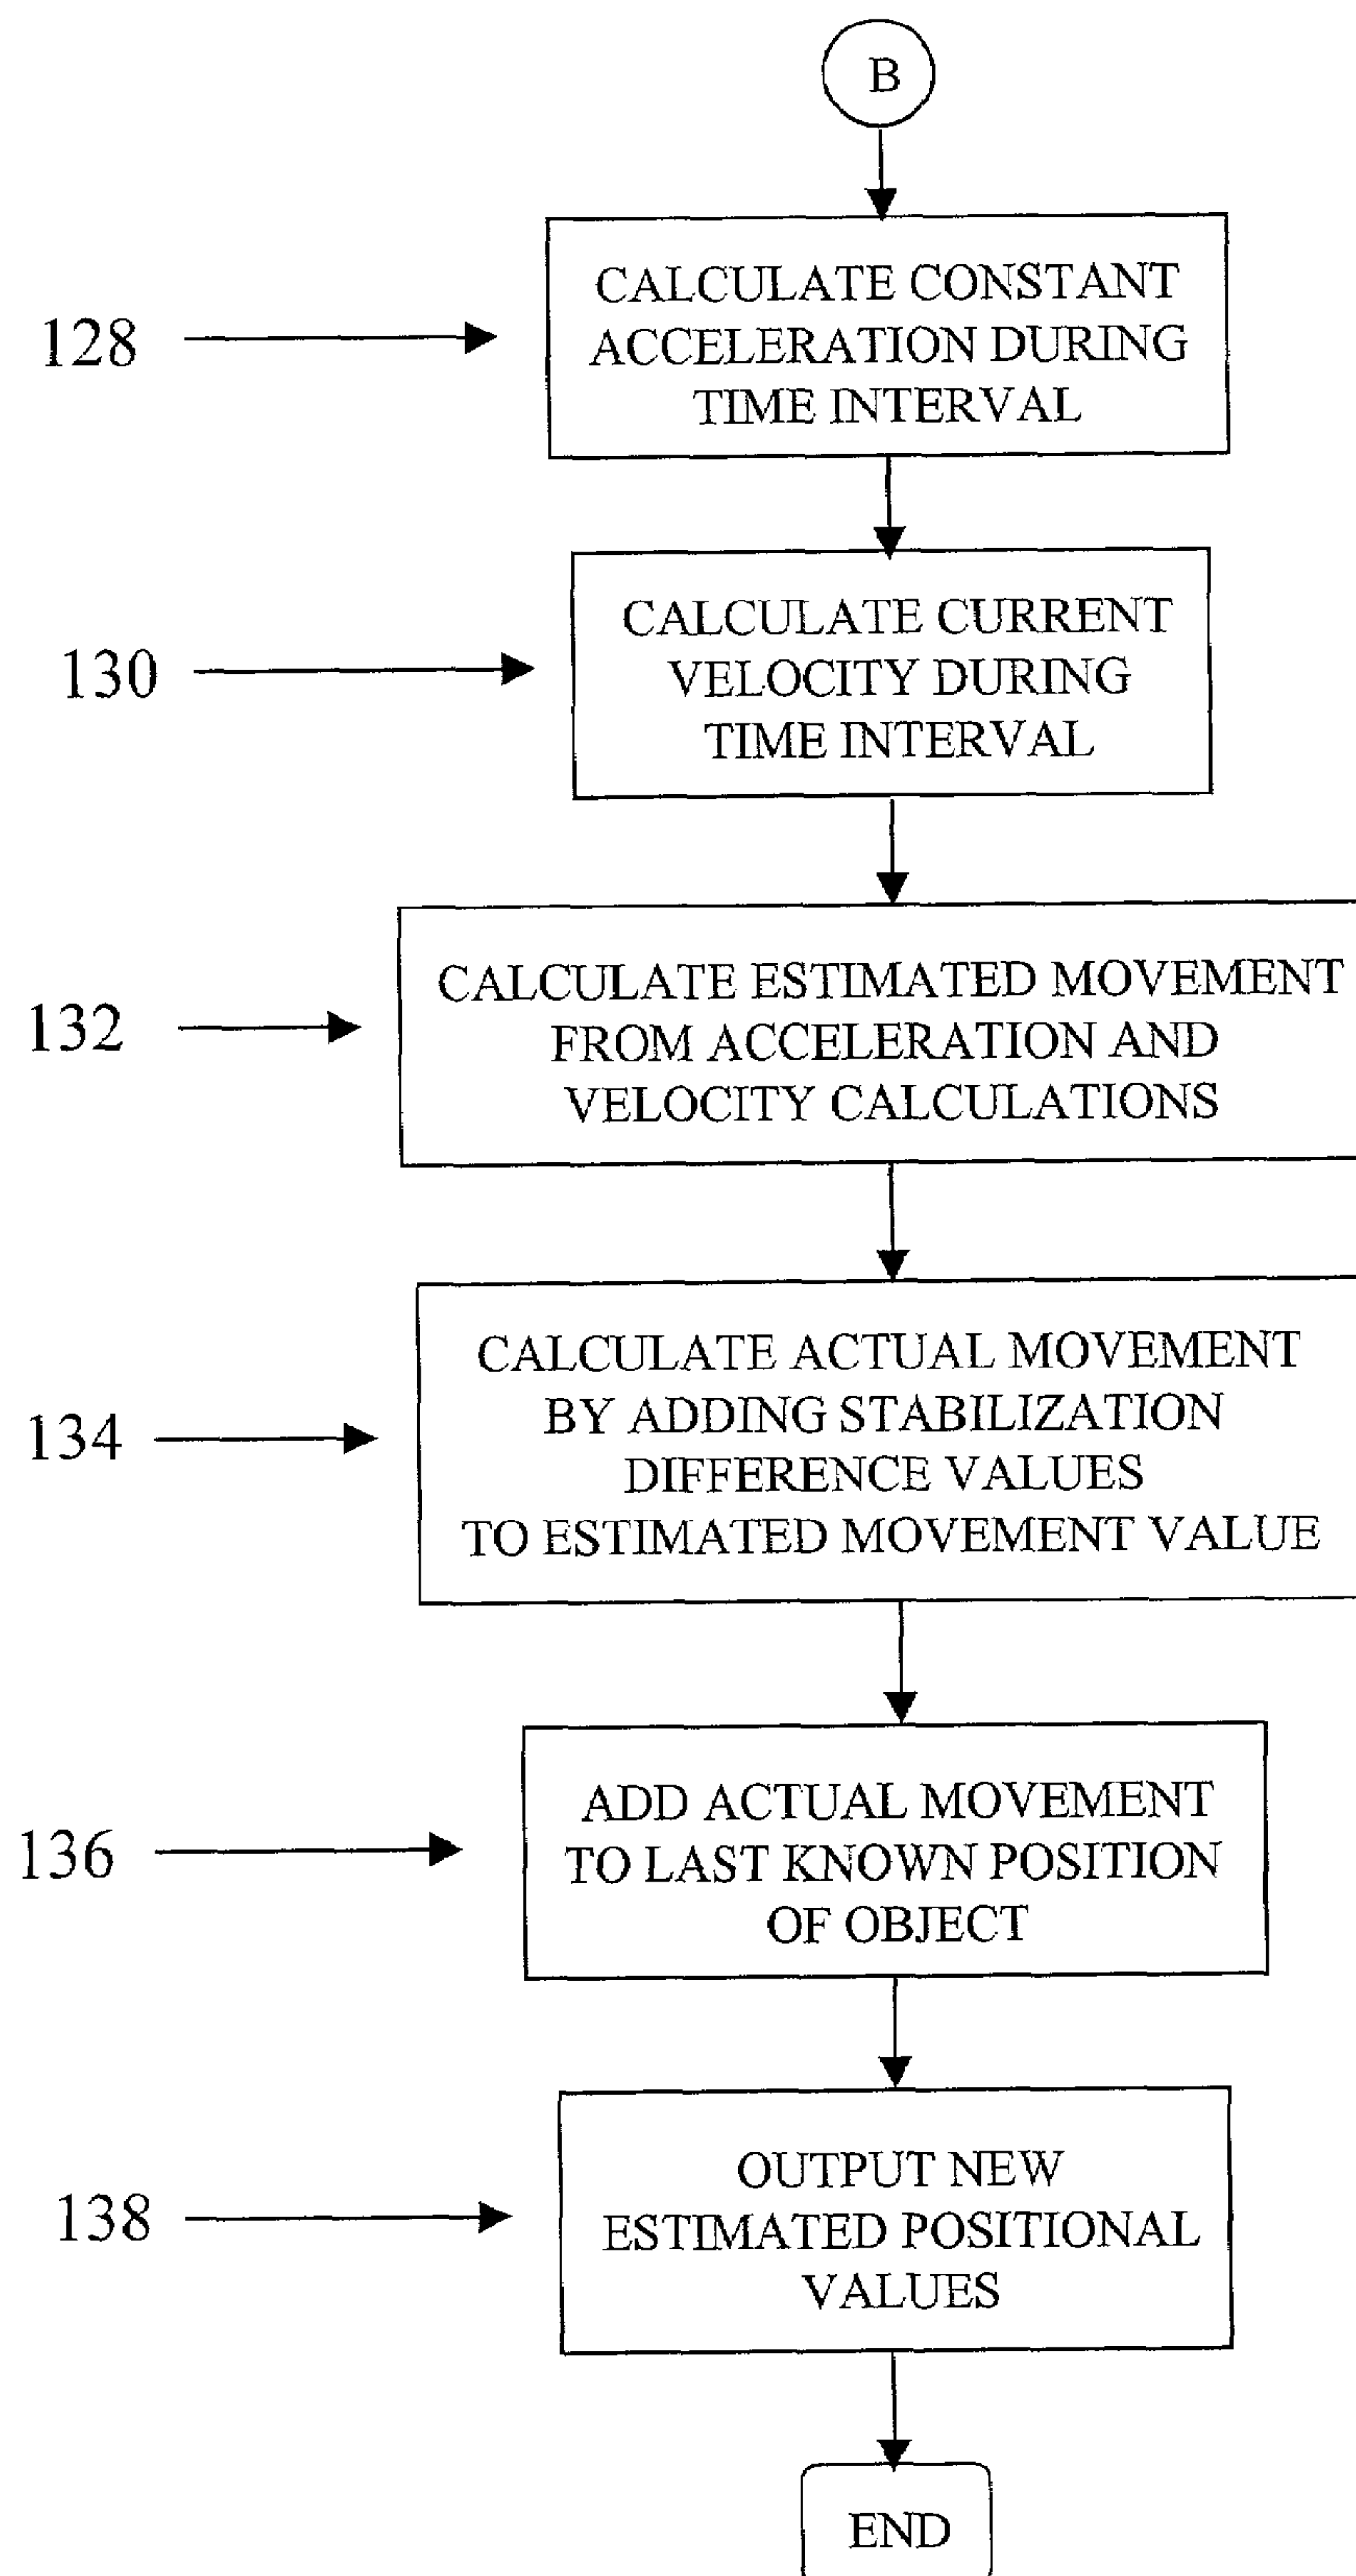 B
128
CALCULATE CONSTANT
ACCELERATION DURING
TIME INTERVAL
130
CALCULATE CURRENT
VELOCITY DURING
TIME INTERVAL
132
CALCULATE ESTIMATED MOVEMENT
FROM ACCELERATION AND
VELOCITY CALCULATIONS
134
CALCULATE ACTUAL MOVEMENT
BY ADDING STABILIZATION
DIFFERENCE VALUES
TO ESTIMATED MOVEMENT VALUE
136
ADD ACTUAL MOVEMENT
TO LAST KNOWN POSITION
OF OBJECT
138
OUTPUT NEW
ESTIMATED POSITIONAL
VALUES
END